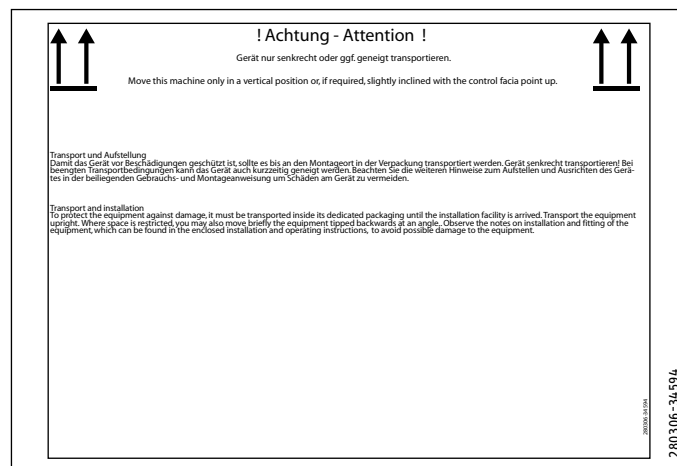 ! Achtung - Attention !
Gerät nur senkrecht oder ggf. geneigt transportieren.
Move this machine only in a vertical position or, if required, slightly inclined with the control facia point up.
Transport und Aufstellung
Damit das Gerät vor Beschädigungen geschützt ist, sollte es bis an den Montageort in der Verpackung transportiert werden. Gerät senkrecht transportieren! Bei
beengten Transportbedingungen kann das Gerät auch kurzzeitig geneigt werden. Beachten Sie die weiteren Hinweise zum Aufstellen und Ausrichten des Gerä-
tes in der beiliegenden Gebrauchs- und Montageanweisung um Schäden am Gerät zu vermeiden.
Transport and installation
To protect the equipment against damage, it must be transported inside its dedicated packaging until the installation facility is arrived. Transport the equipment
upright. Where space is restricted, you may also move briefly the equipment tipped backwards at an angle,. Observe the notes on installation and fitting of the
equipment, which can be found in the enclosed installation and operating instructions, to avoid possible damage to the equipment.
280306-34594
280306-34594